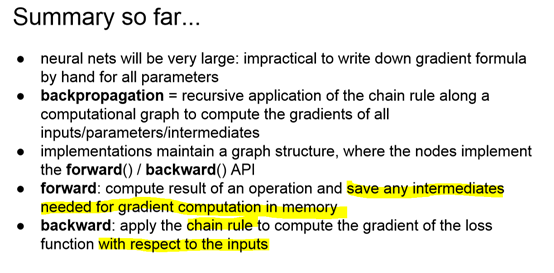 Summary so far...
● neural nets will be very large: impractical to write down gradient formula
by hand for all parameters
● backpropagation = recursive application of the chain rule along a
computational graph to compute the gradients of all
inputs/parameters/intermediates
● implementations maintain a graph structure, where the nodes implement
the forward() / backward() API
● forward: compute result of an operation and save any intermediates
needed for gradient computation in memory
● backward: apply the chain rule to compute the gradient of the loss
function with respect to the inputs